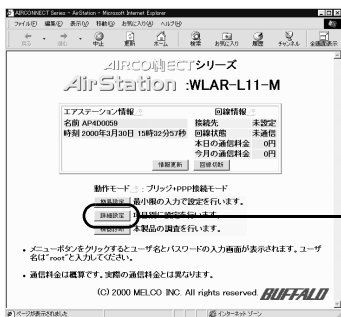 AIRCONNECT Series - AirStation - Microsoft Internet Explorer
ファイル(F) 編集(E) 表示(V) 移動(G) お気に入り(A) ヘルプ(H)
戻る 進む 中止 更新 ホーム 検索 お気に入り 履歴 チャンネル 全画面表示
AIRCONNECTシリーズ
AirStation :WLAR-L11-M
エアステーション情報
名前 AP4D0059
時刻 2000年3月30日 15時32分57秒
情報更新
回線情報
接続先 未設定
回線状態 未通信
本日の通信料金 0円
今月の通信料金 0円
回線切断
動作モード : ブリッジ+PPP接続モード
簡易設定 最小限の入力で設定を行います。
詳細設定 項目別に設定を行います。
機器診断 本製品の調査を行います。
・メニューボタンをクリックするとユーザ名とパスワードの入力画面が表示されます。ユーザ
名は"root"と入力してください。
・通信料金は概算です。実際の通信料金とは異なります。
(C) 2000 MELCO INC. All rights reserved. BUFFALO
ページが表示されました
インターネット ゾーン